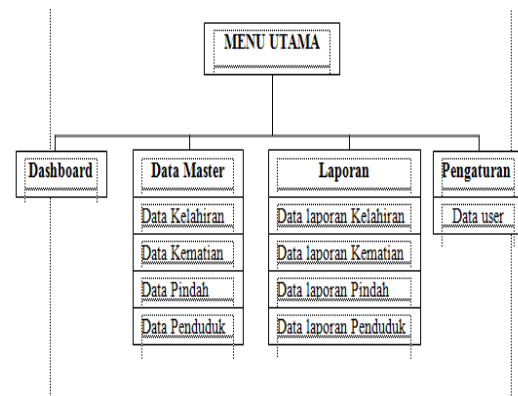 MENU UTAMA
Dashboard
Data Master
Data Kelahiran
Data Kematian
Data Pindah
Data Penduduk
Laporan
Data laporan Kelahiran
Data laporan Kematian
Data laporan Pindah
Data laporan Penduduk
Pengaturan
Data user